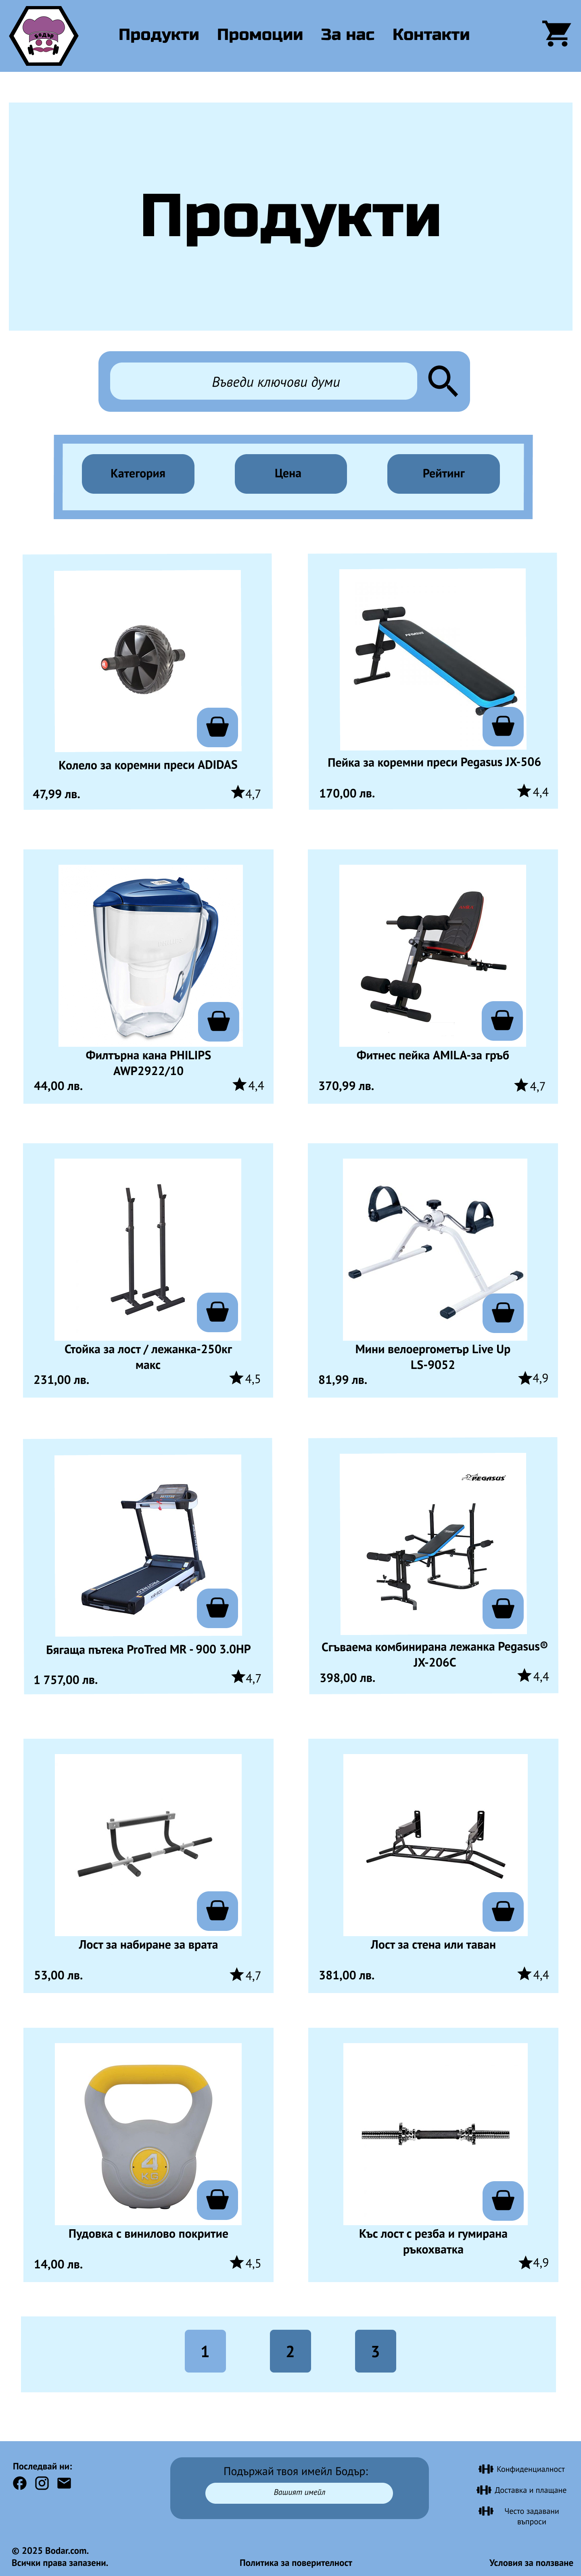 БОДЪР
Продукти Промоции За нас Контакти
Продукти
Въведи ключови думи
Категория Цена Рейтинг
Колело за коремни преси ADIDAS
47,99 лв. 4,7
PEGASUS
Пейка за коремни преси Pegasus JX-506
170,00 лв. 4,4
Филтърна кана PHILIPS
AWP2922/10
44,00 лв. 4,4
Фитнес пейка AMILA-за гръб
370,99 лв. 4,7
Стойка за лост / лежанка-250кг
макс
231,00 лв. 4,5
Мини велоергометър Live Up
LS-9052
81,99 лв. 4,9
Бягаща пътека ProTred MR - 900 3.0HP
1 757,00 лв. 4,7
PEGASUS
Сгъваема комбинирана лежанка Pegasus®
JX-206C
398,00 лв. 4,4
Лост за набиране за врата
53,00 лв. 4,7
Лост за стена или таван
381,00 лв. 4,4
4
KG
Пудовка с винилово покритие
14,00 лв. 4,5
Къс лост с резба и гумирана
ръкохватка
4,9
1 2 3
Последвай ни:
Подържай твоя имейл Бодър:
Вашият имейл
Конфиденциалност
Доставка и плащане
Често задавани
въпроси
© 2025 Bodar.com.
Всички права запазени.
Политика за поверителност
Условия за ползване